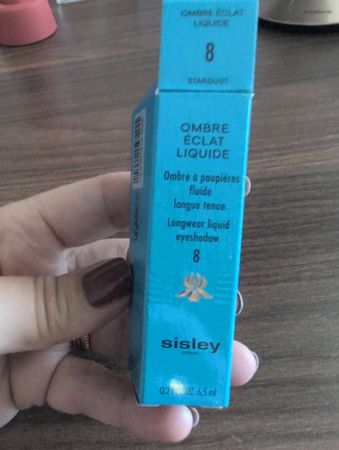 OMBRE ÉCLAT
LIQUIDE
8
STARDUST
OMBRE
ÉCLAT
LIQUIDE
Ombre à paupières
fluide
longue tenue
Longwear liquid
eyeshadow
8
sisley
PARIS
6,5 ml